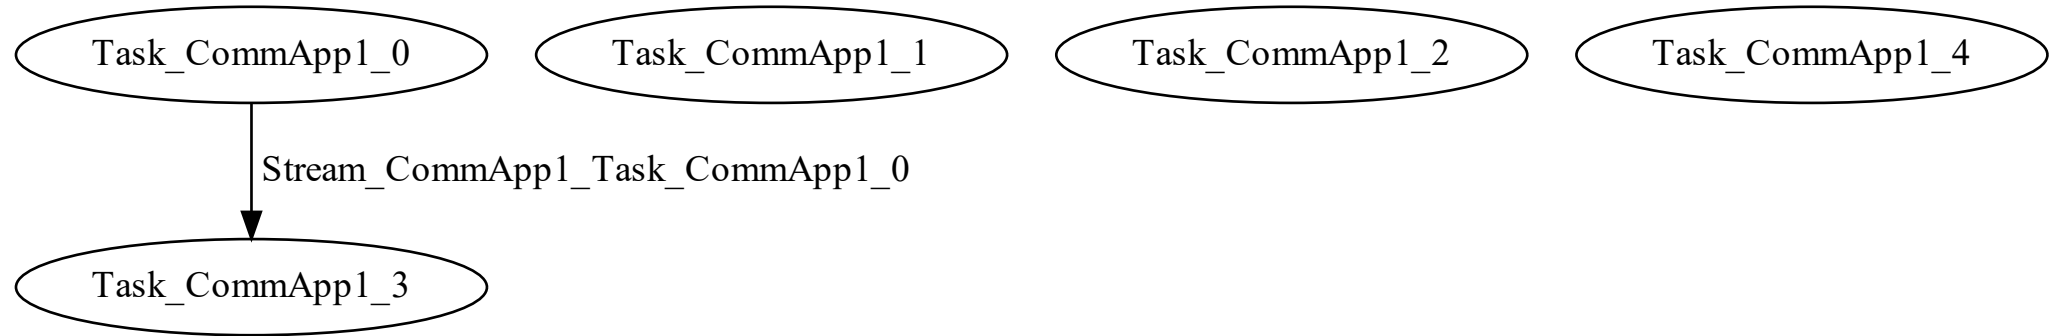 Task_CommApp1_0
Task_CommApp1_1
Task_CommApp1_2
Task_CommApp1_4
Stream_CommApp1_Task_CommApp1_0
Task_CommApp1_3